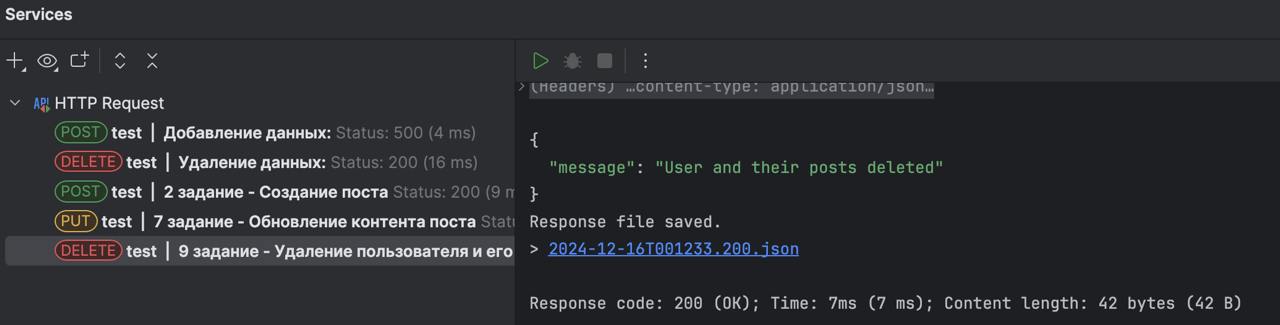 Services
API HTTP Request
POST test | Добавление данных: Status: 500 (4 ms)
DELETE test | Удаление данных: Status: 200 (16 ms)
POST test | 2 задание - Создание поста Status: 200 (9 m
PUT test | 7 задание - Обновление контента поста Statu
DELETE test | 9 задание - Удаление пользователя и его
(Headers) …content-type: application/json…
{
"message": "User and their posts deleted"
}
Response file saved.
> 2024-12-16T001233.200.json
Response code: 200 (OK); Time: 7ms (7 ms); Content length: 42 bytes (42 B)